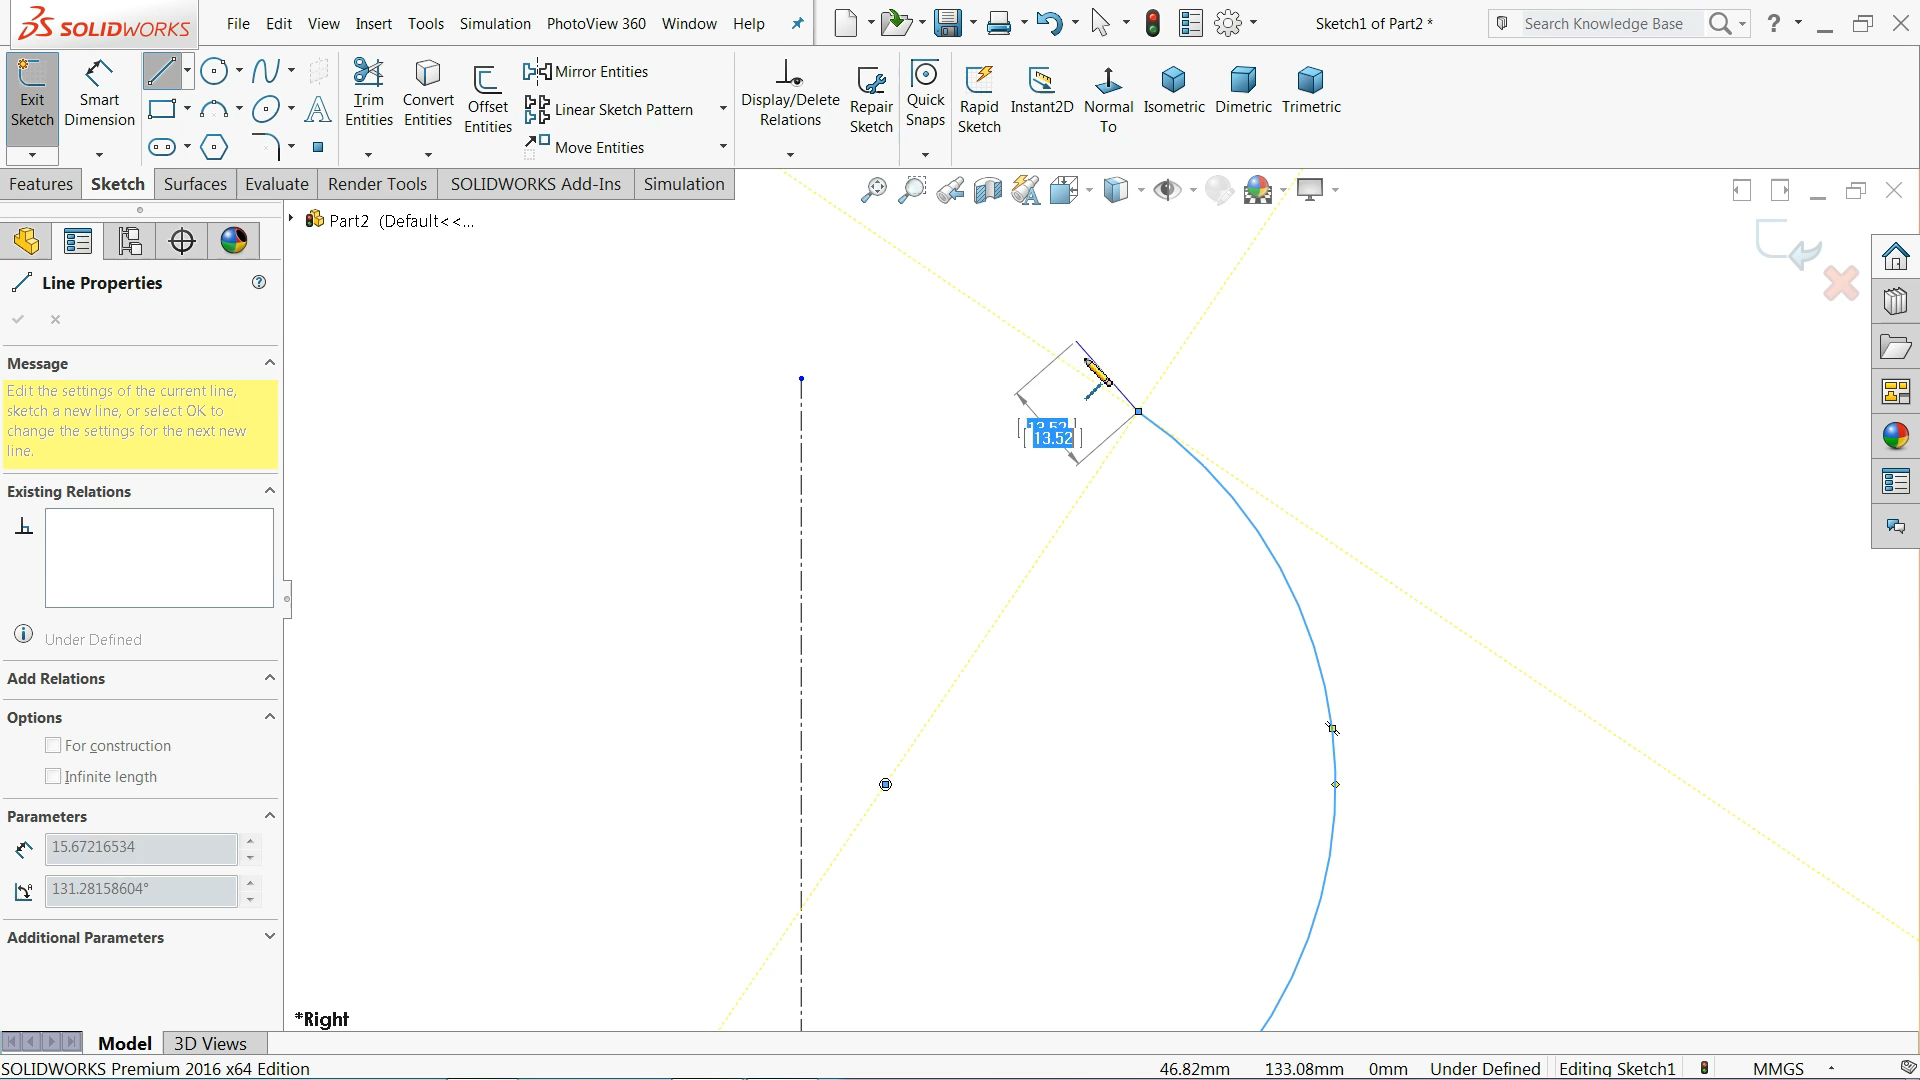 SOLIDWORKS
File Edit View Insert Tools Simulation PhotoView 360 Window Help
Sketch1 of Part2 *
Search Knowledge Base
?
Exit Sketch
Smart Dimension
Trim Entities
Convert Entities
Offset Entities
Mirror Entities
Linear Sketch Pattern
Move Entities
Display/Delete Relations
Repair Sketch
Quick Snaps
Rapid Sketch
Instant2D
Normal To
Isometric
Dimetric
Trimetric
Features Sketch Surfaces Evaluate Render Tools SOLIDWORKS Add-Ins Simulation
Part2 (Default<<...
Line Properties
?
Message
Edit the settings of the current line,
sketch a new line, or select OK to
change the settings for the next new
line.
Existing Relations
Under Defined
Add Relations
Options
For construction
Infinite length
Parameters
15.67216534
131.28158604°
Additional Parameters
13.52
13.52
*Right
Model 3D Views
SOLIDWORKS Premium 2016 x64 Edition
46.82mm 133.08mm 0mm Under Defined Editing Sketch1 MMGS